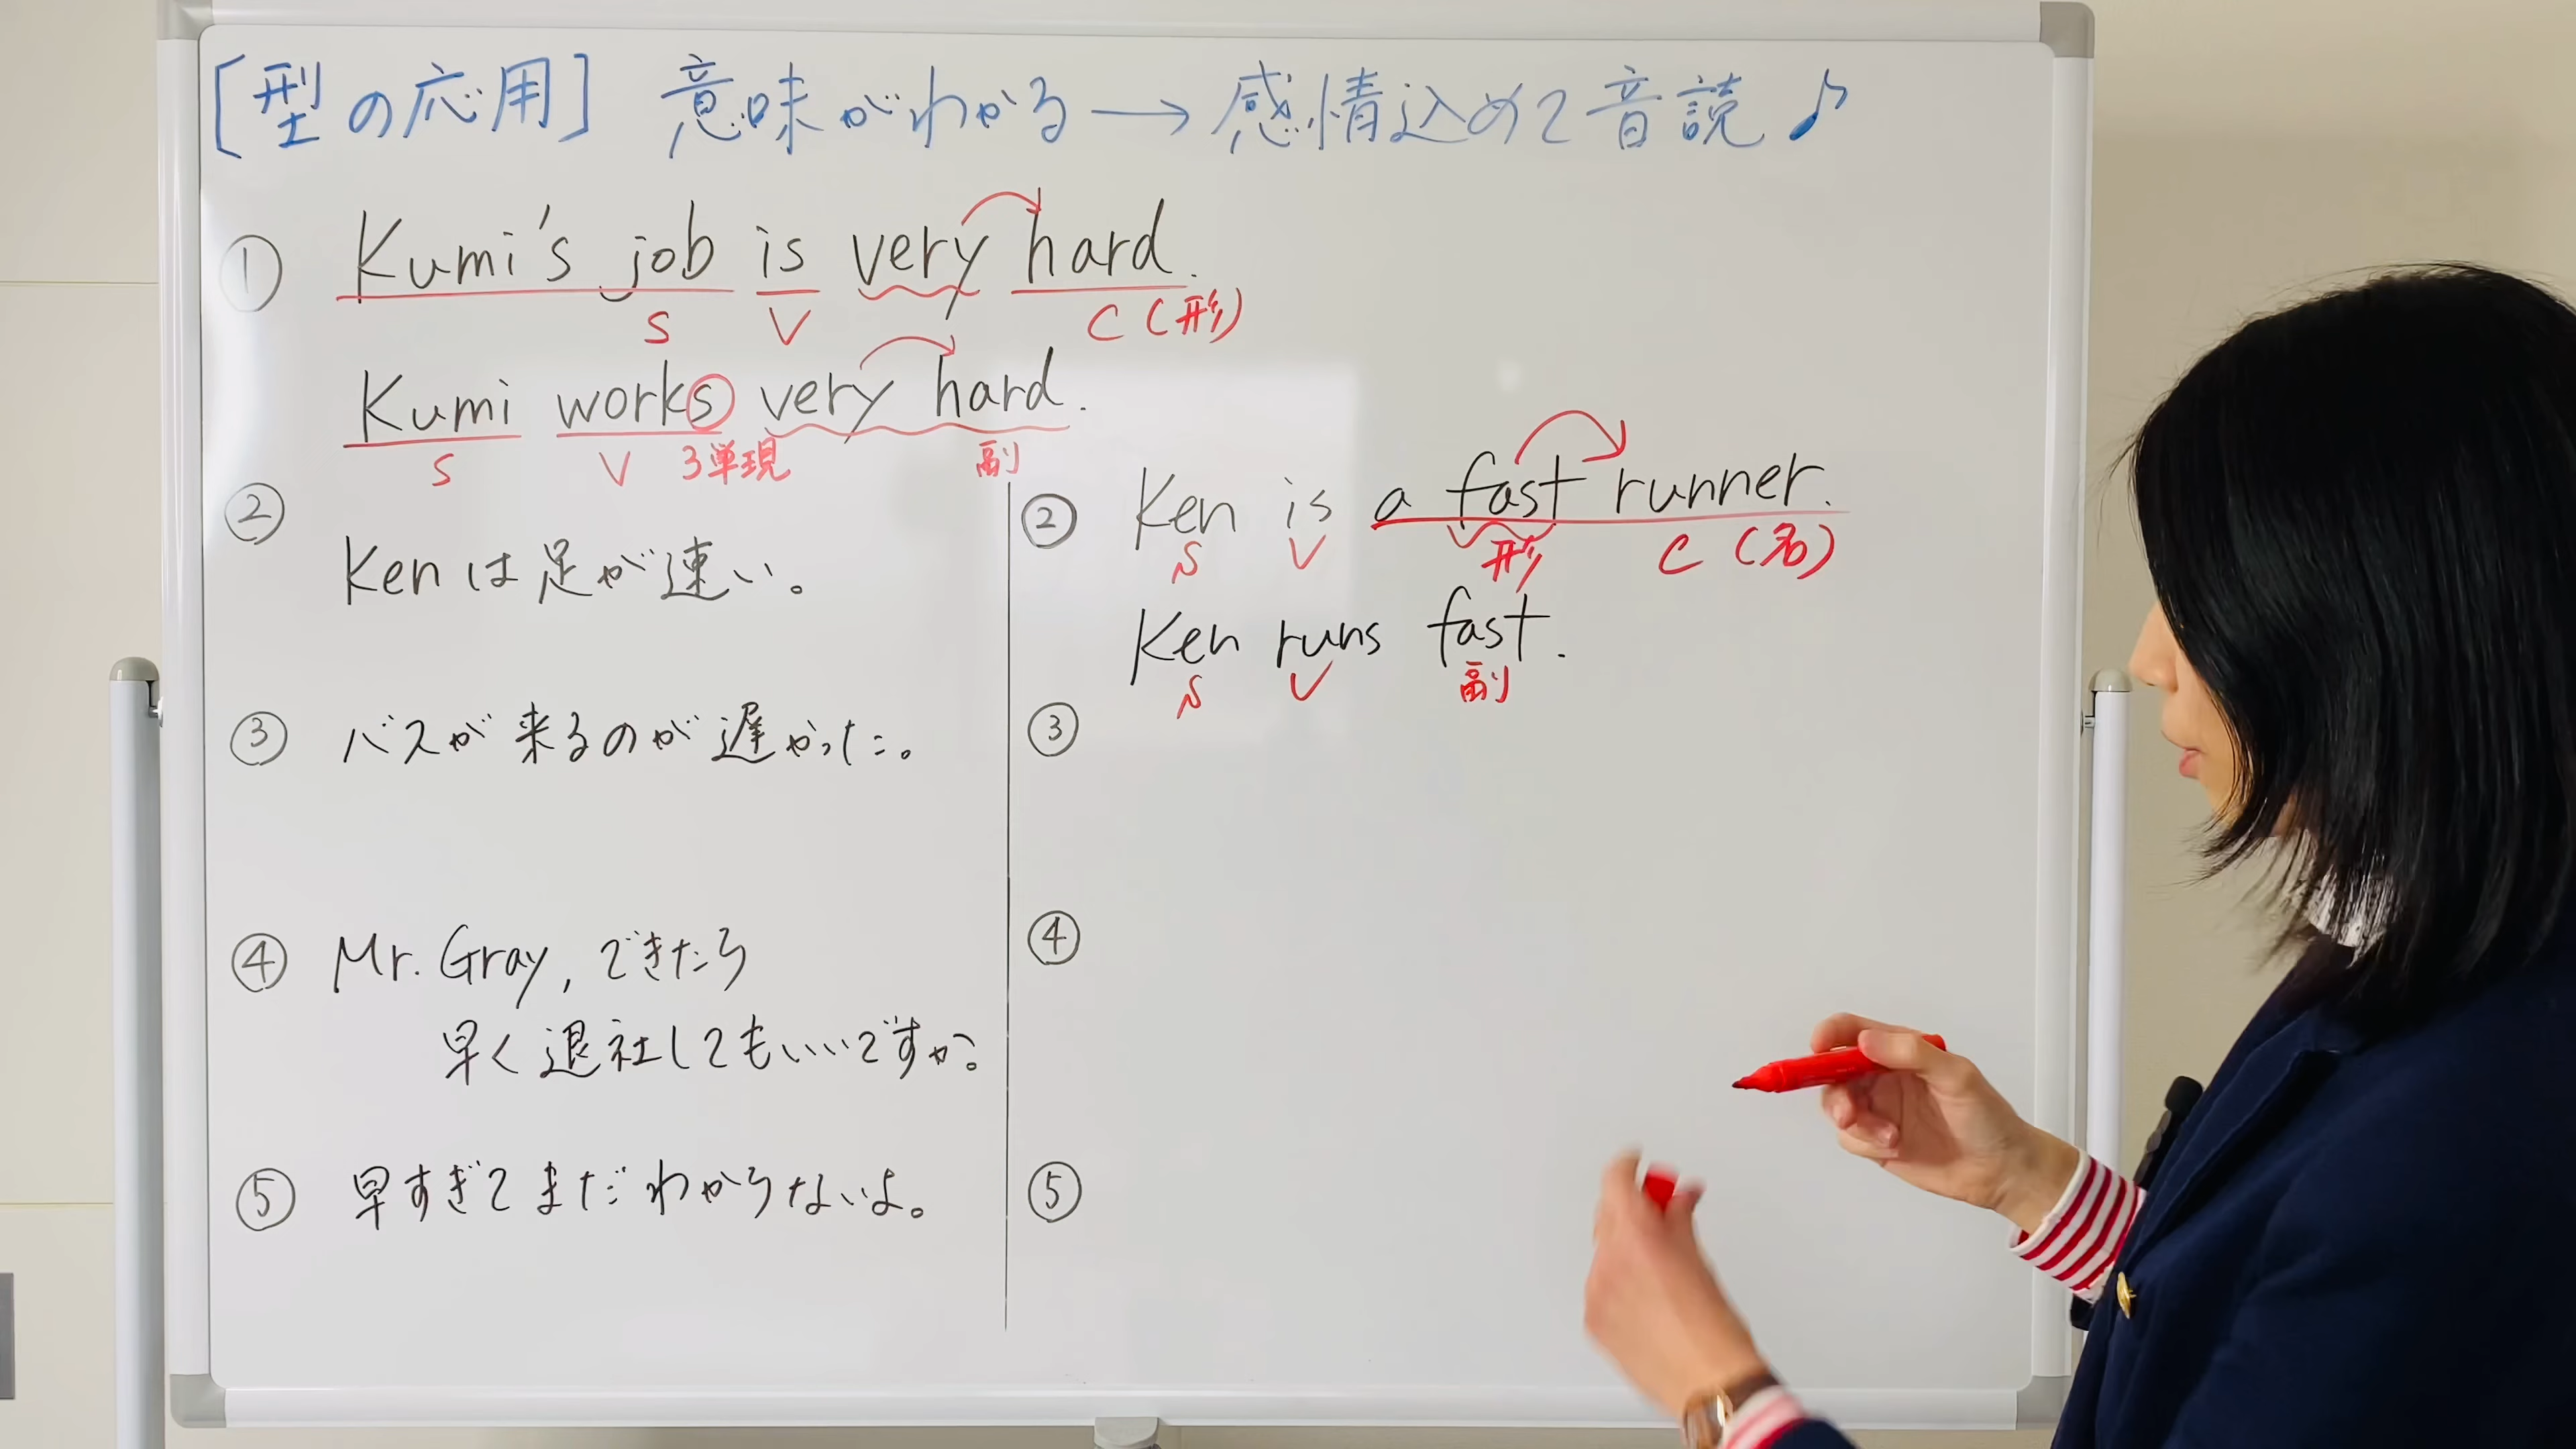 [型の応用] 意味がわかる→感情込めて音読♪
① Kumi's job is very hard.
S V C(形)
Kumi works very hard.
S V 3単現 副
② Kenは足が速い。
③ バスが来るのが遅かった。
④ Mr. Gray, できたら
早く退社してもいいですか？
⑤ 早すぎてまだわからないよ。
② Ken is a fast runner.
S V 形 C(名)
Ken runs fast.
S V 副
③
④
⑤